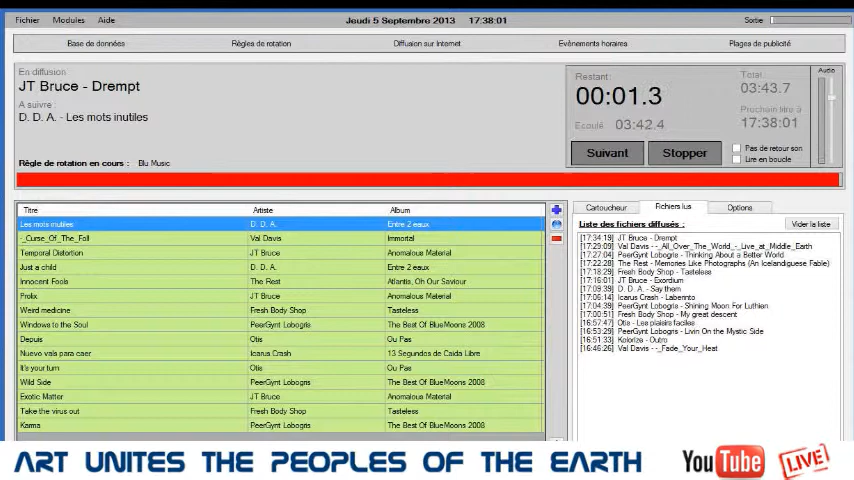 Fichier Modules Aide Jeudi 5 Septembre 2013 17:38:01 Sortie :
Base de données Règles de rotation Diffusion sur Internet Evènements horaires Plages de publicité
En diffusion
JT Bruce - Drempt
A suivre :
D. D. A. - Les mots inutiles
Règle de rotation en cours : Blu Music
Restant :
00:01.3
Ecoulé : 03:42.4
Total :
03:43.7
Prochain titre à
17:38:01
Suivant Stopper
Pas de retour son
Lire en boucle
Audio
Titre Artiste Album
Les mots inutiles D. D. A. Entre 2 eaux
-_Curse_Of_The_Fall Val Davis Immortal
Temporal Distortion JT Bruce Anomalous Material
Just a child D. D. A. Entre 2 eaux
Innocent Fools The Rest Atlantis, Oh Our Saviour
Prolix JT Bruce Anomalous Material
Weird medicine Fresh Body Shop Tasteless
Windows to the Soul PeerGynt Lobogris The Best Of BlueMoons 2008
Depuis Otis Ou Pas
Nuevo vals para caer Icarus Crash 13 Segundos de Caida Libre
It's your turn Otis Ou Pas
Wild Side PeerGynt Lobogris The Best Of BlueMoons 2008
Exotic Matter JT Bruce Anomalous Material
Take the virus out Fresh Body Shop Tasteless
Karma PeerGynt Lobogris The Best Of BlueMoons 2008
Cartoucheur Fichiers lus Options
Liste des fichiers diffusés : Vider la liste
[17:34:19] JT Bruce - Drempt
[17:29:09] Val Davis - -_All_Over_The_World_-_Live_at_Middle_Earth
[17:27:04] PeerGynt Lobogris - Thinking About a Better World
[17:22:28] The Rest - Memories Like Photographs (An Icelandiguese Fable)
[17:18:29] Fresh Body Shop - Tasteless
[17:16:01] JT Bruce - Exordium
[17:09:39] D. D. A. - Say them
[17:06:14] Icarus Crash - Laberinto
[17:04:39] PeerGynt Lobogris - Shining Moon For Luthien
[17:00:51] Fresh Body Shop - My great descent
[16:57:47] Otis - Les plaisirs faciles
[16:53:29] PeerGynt Lobogris - Livin On the Mystic Side
[16:51:33] Kolorize - Outro
[16:46:26] Val Davis - -_Fade_Your_Heat
ART UNITES THE PEOPLES OF THE EARTH YouTube LIVE